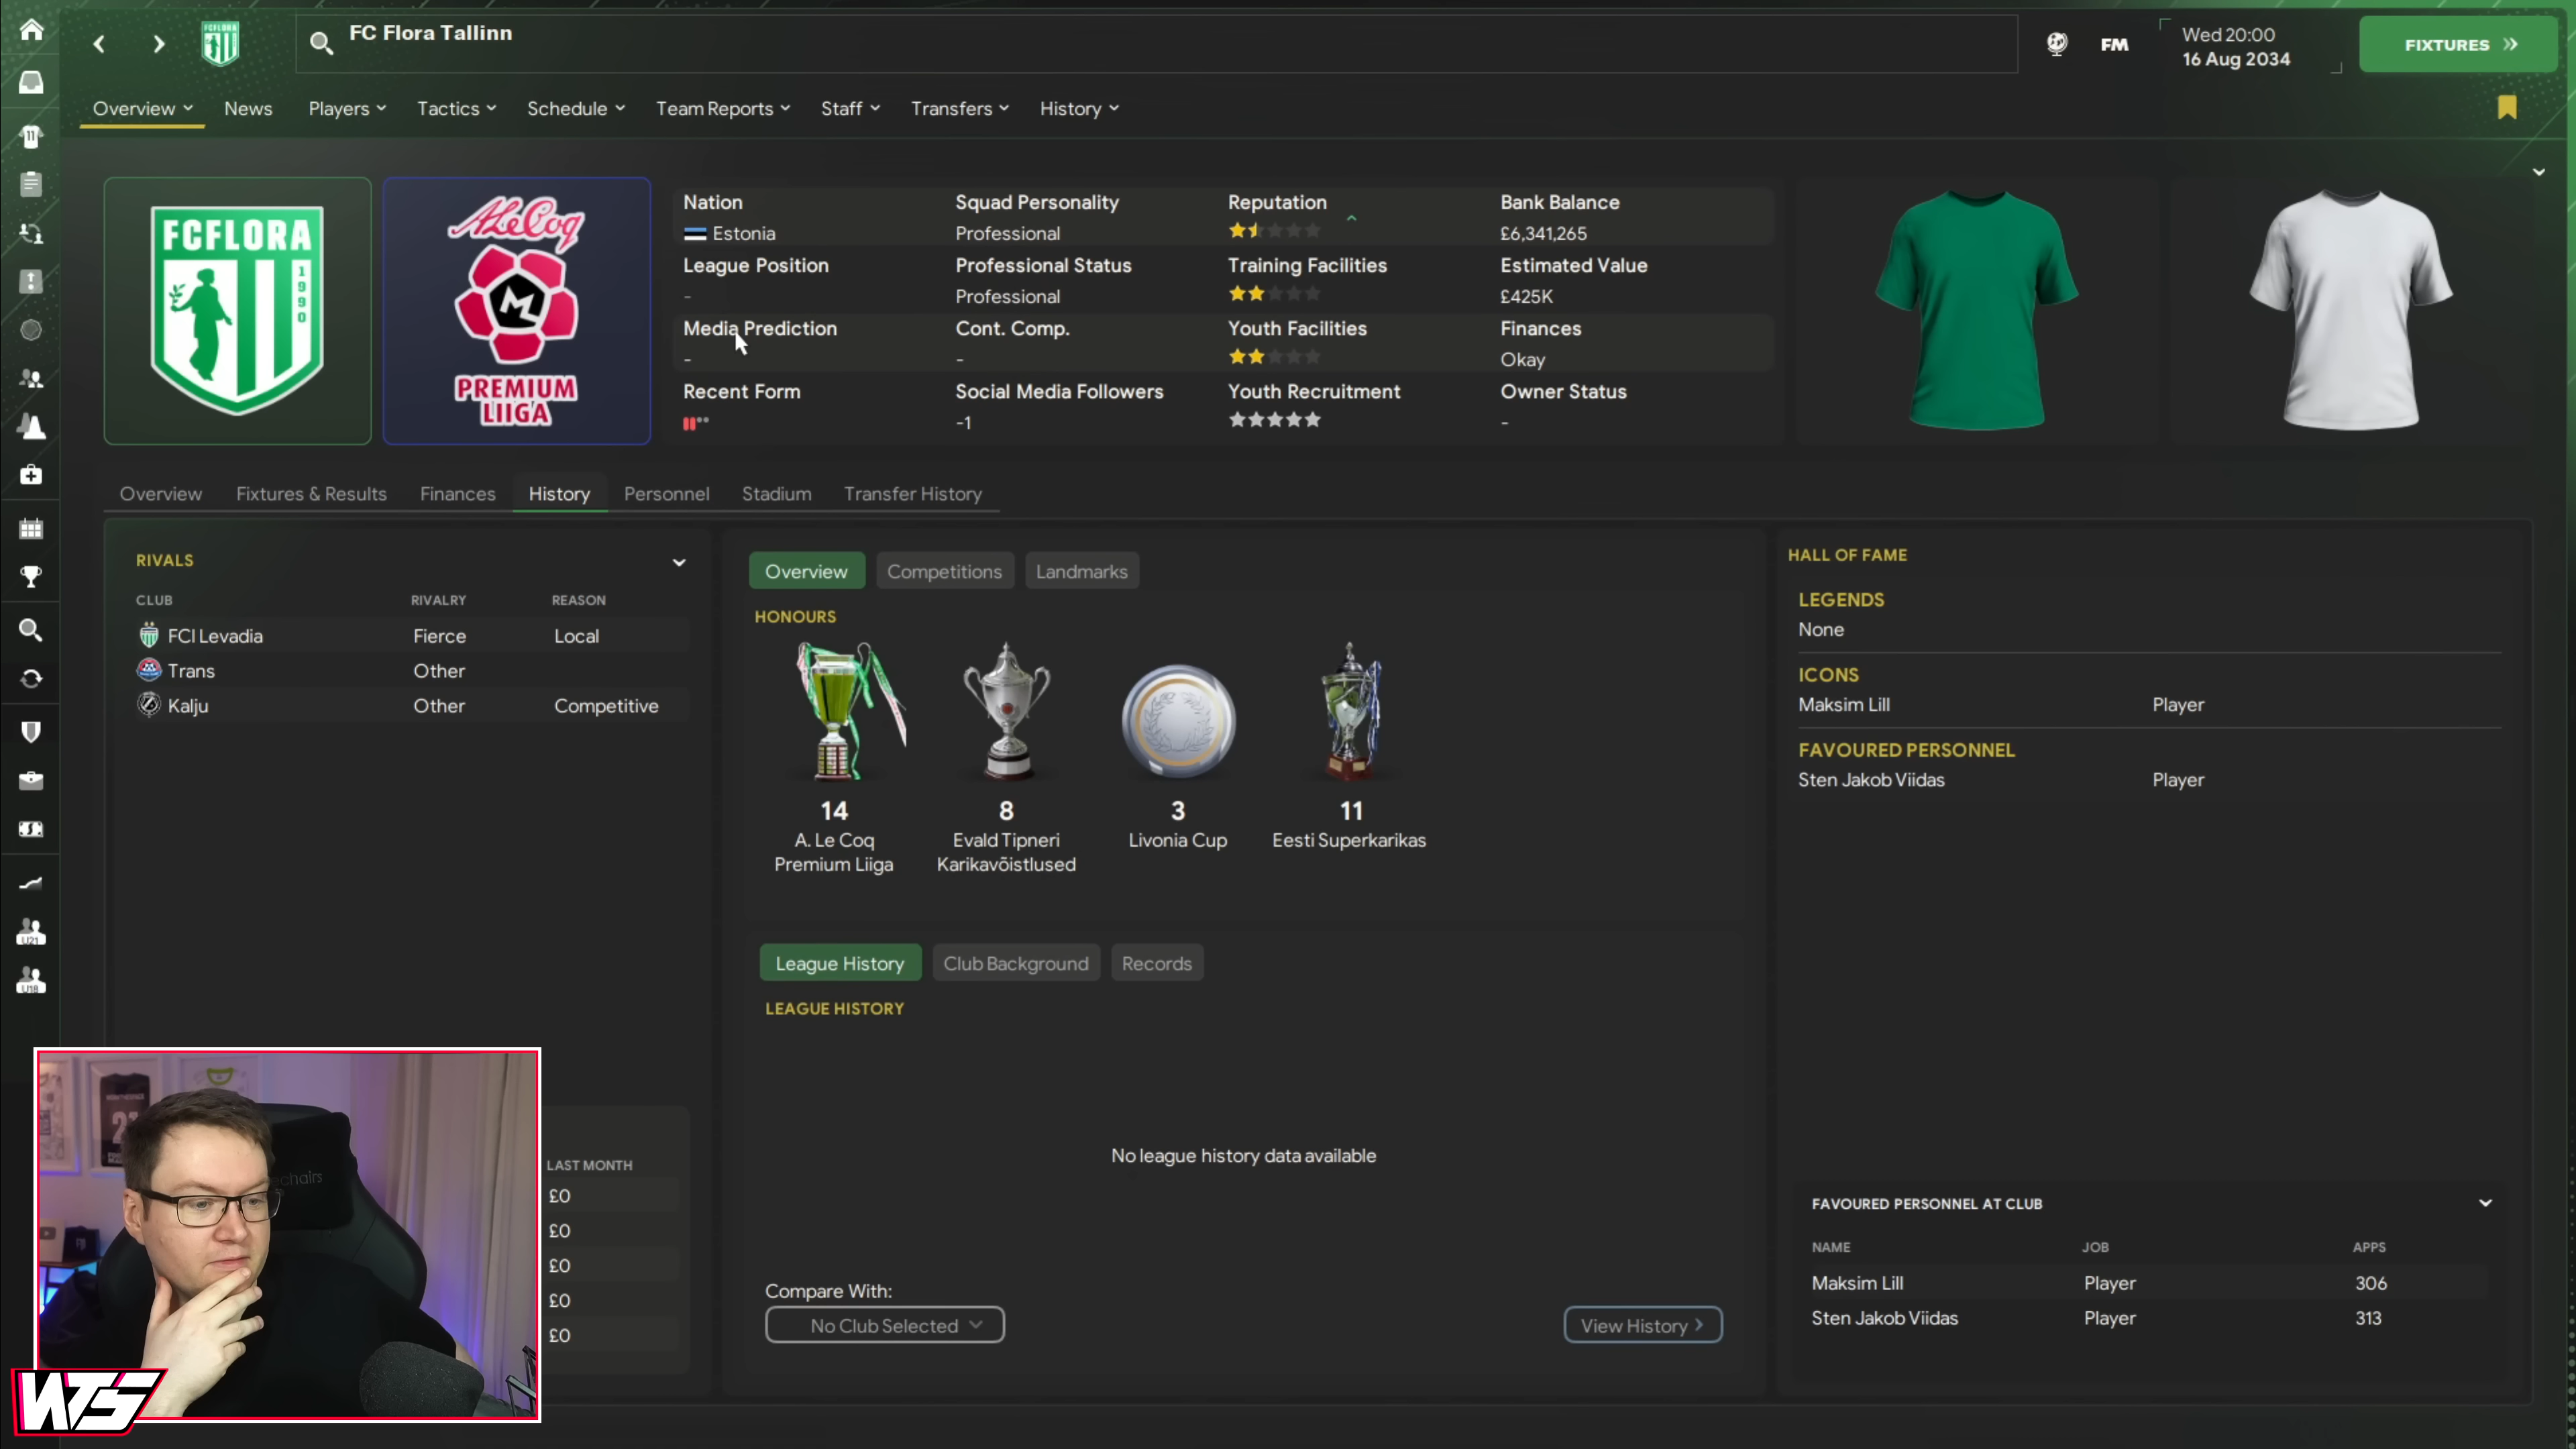 FC Flora Tallinn
FM
Wed 20:00
16 Aug 2034
FIXTURES
Overview
News
Players
Tactics
Schedule
Team Reports
Staff
Transfers
History
FCFLORA
1990
A Le Coq
M
PREMIUM
LIIGA
Nation
Estonia
League Position
-
Media Prediction
-
Recent Form
Squad Personality
Professional
Professional Status
Professional
Cont. Comp.
-
Social Media Followers
-1
Reputation
Training Facilities
Youth Facilities
Youth Recruitment
Bank Balance
£6,341,265
Estimated Value
£425K
Finances
Okay
Owner Status
-
Overview
Fixtures & Results
Finances
History
Personnel
Stadium
Transfer History
RIVALS
CLUB RIVALRY REASON
FCI Levadia Fierce Local
Trans Other
Kalju Other Competitive
LAST MONTH
£0
£0
£0
£0
£0
Overview
Competitions
Landmarks
HONOURS
14
A. Le Coq
Premium Liiga
8
Evald Tipneri
Karikavõistlused
3
Livonia Cup
11
Eesti Superkarikas
League History
Club Background
Records
LEAGUE HISTORY
No league history data available
Compare With:
No Club Selected
View History
HALL OF FAME
LEGENDS
None
ICONS
Maksim Lill Player
FAVOURED PERSONNEL
Sten Jakob Viidas Player
FAVOURED PERSONNEL AT CLUB
NAME JOB APPS
Maksim Lill Player 306
Sten Jakob Viidas Player 313
11
U21
U18
WTS